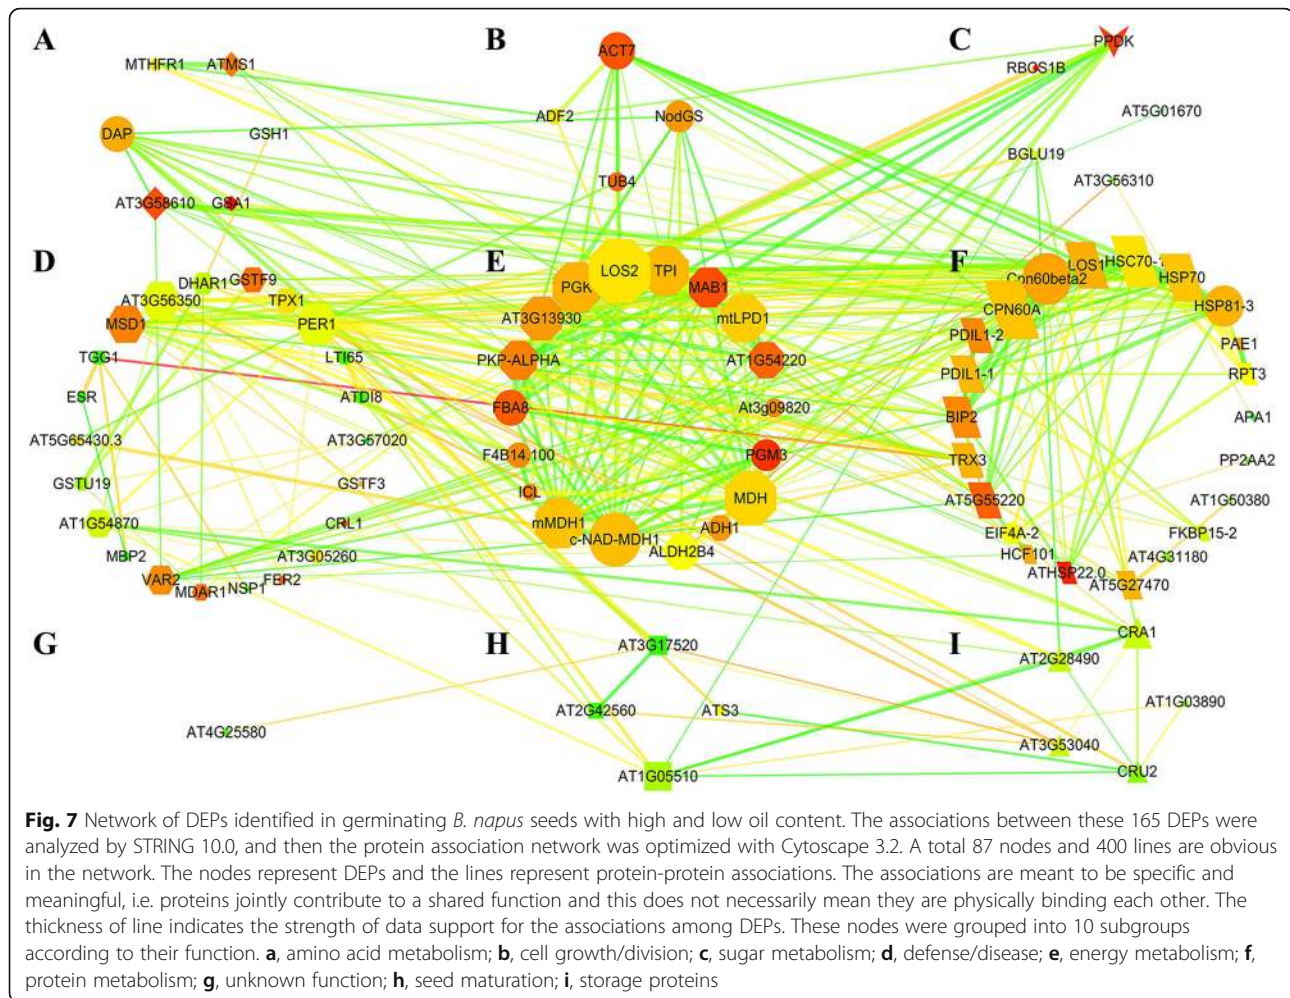 A
B
C
MTHFR1
ATMS1
DAP
GSH1
AT3G58610
GSA1
ACT7
ADF2
NodGS
TUB4
PPDK
RBCS1B
AT5G01670
BGLU19
AT3G56310
D
E
F
DHAR1
GSTF9
AT3G56350
TPX1
MSD1
PER1
TGG1
LTI65
ESR
ATDI8
AT5G65430.3
AT3G57020
GSTU19
GSTF3
AT1G54870
CRL1
MBP2
AT3G05260
VAR2
MDAR1
NSP1
FER2
LOS2
TPI
PGK
MAB1
AT3G13930
mtLPD1
PKP-ALPHA
AT1G54220
FBA8
At3g09820
F4B14.100
PGM3
ICL
MDH
mMDH1
c-NAD-MDH1
ADH1
ALDH2B4
Cpn60beta2
LOS1
HSC70-1
HSP70
CPN60A
HSP81-3
PDIL1-2
PAE1
PDIL1-1
RPT3
BIP2
APA1
TRX3
PP2AA2
AT5G55220
AT1G50380
EIF4A-2
FKBP15-2
HCF101
AT4G31180
ATHSP22.0
AT5G27470
G
H
I
AT4G25580
AT3G17520
AT2G42560
ATS3
AT1G05510
CRA1
AT2G28490
AT1G03890
AT3G53040
CRU2
Fig. 7 Network of DEPs identified in germinating B. napus seeds with high and low oil content. The associations between these 165 DEPs were
analyzed by STRING 10.0, and then the protein association network was optimized with Cytoscape 3.2. A total 87 nodes and 400 lines are obvious
in the network. The nodes represent DEPs and the lines represent protein-protein associations. The associations are meant to be specific and
meaningful, i.e. proteins jointly contribute to a shared function and this does not necessarily mean they are physically binding each other. The
thickness of line indicates the strength of data support for the associations among DEPs. These nodes were grouped into 10 subgroups
according to their function. a, amino acid metabolism; b, cell growth/division; c, sugar metabolism; d, defense/disease; e, energy metabolism; f,
protein metabolism; g, unknown function; h, seed maturation; i, storage proteins